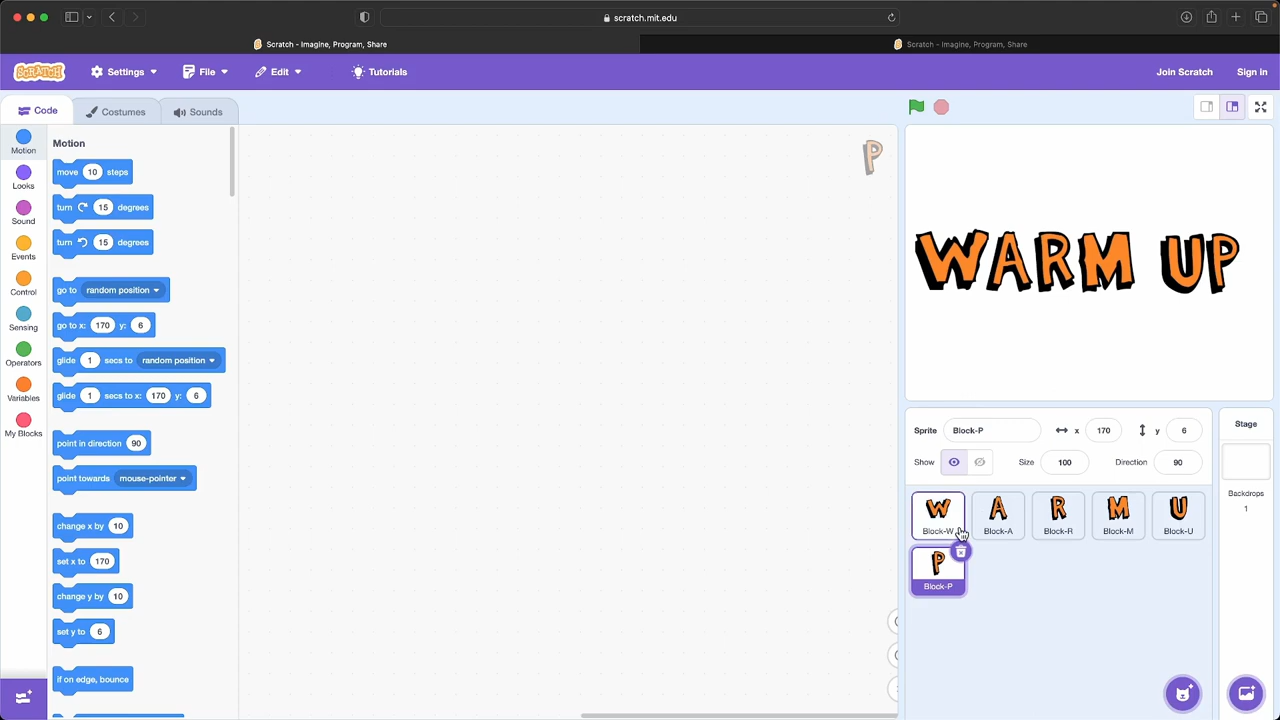 scratch.mit.edu
Scratch - Imagine, Program, Share
Scratch - Imagine, Program, Share
SCRATCH Settings File Edit Tutorials Join Scratch Sign in
Code Costumes Sounds
Motion
Looks
Sound
Events
Control
Sensing
Operators
Variables
My Blocks
Motion
move 10 steps
turn 15 degrees
turn 15 degrees
go to random position
go to x: 170 y: 6
glide 1 secs to random position
glide 1 secs to x: 170 y: 6
point in direction 90
point towards mouse-pointer
change x by 10
set x to 170
change y by 10
set y to 6
if on edge, bounce
P
WARM UP
Sprite Block-P x 170 y 6
Show Size 100 Direction 90
W A R M U
Block-W Block-A Block-R Block-M Block-U
P
Block-P
Stage
Backdrops
1